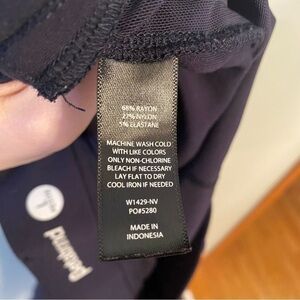 68% RAYON
27% NYLON
5% ELASTANE
MACHINE WASH COLD
WITH LIKE COLORS
ONLY NON-CHLORINE
BLEACH IF NECESSARY
LAY FLAT TO DRY
COOL IRON IF NEEDED
W1429-NV
PO#5280
MADE IN
INDONESIA